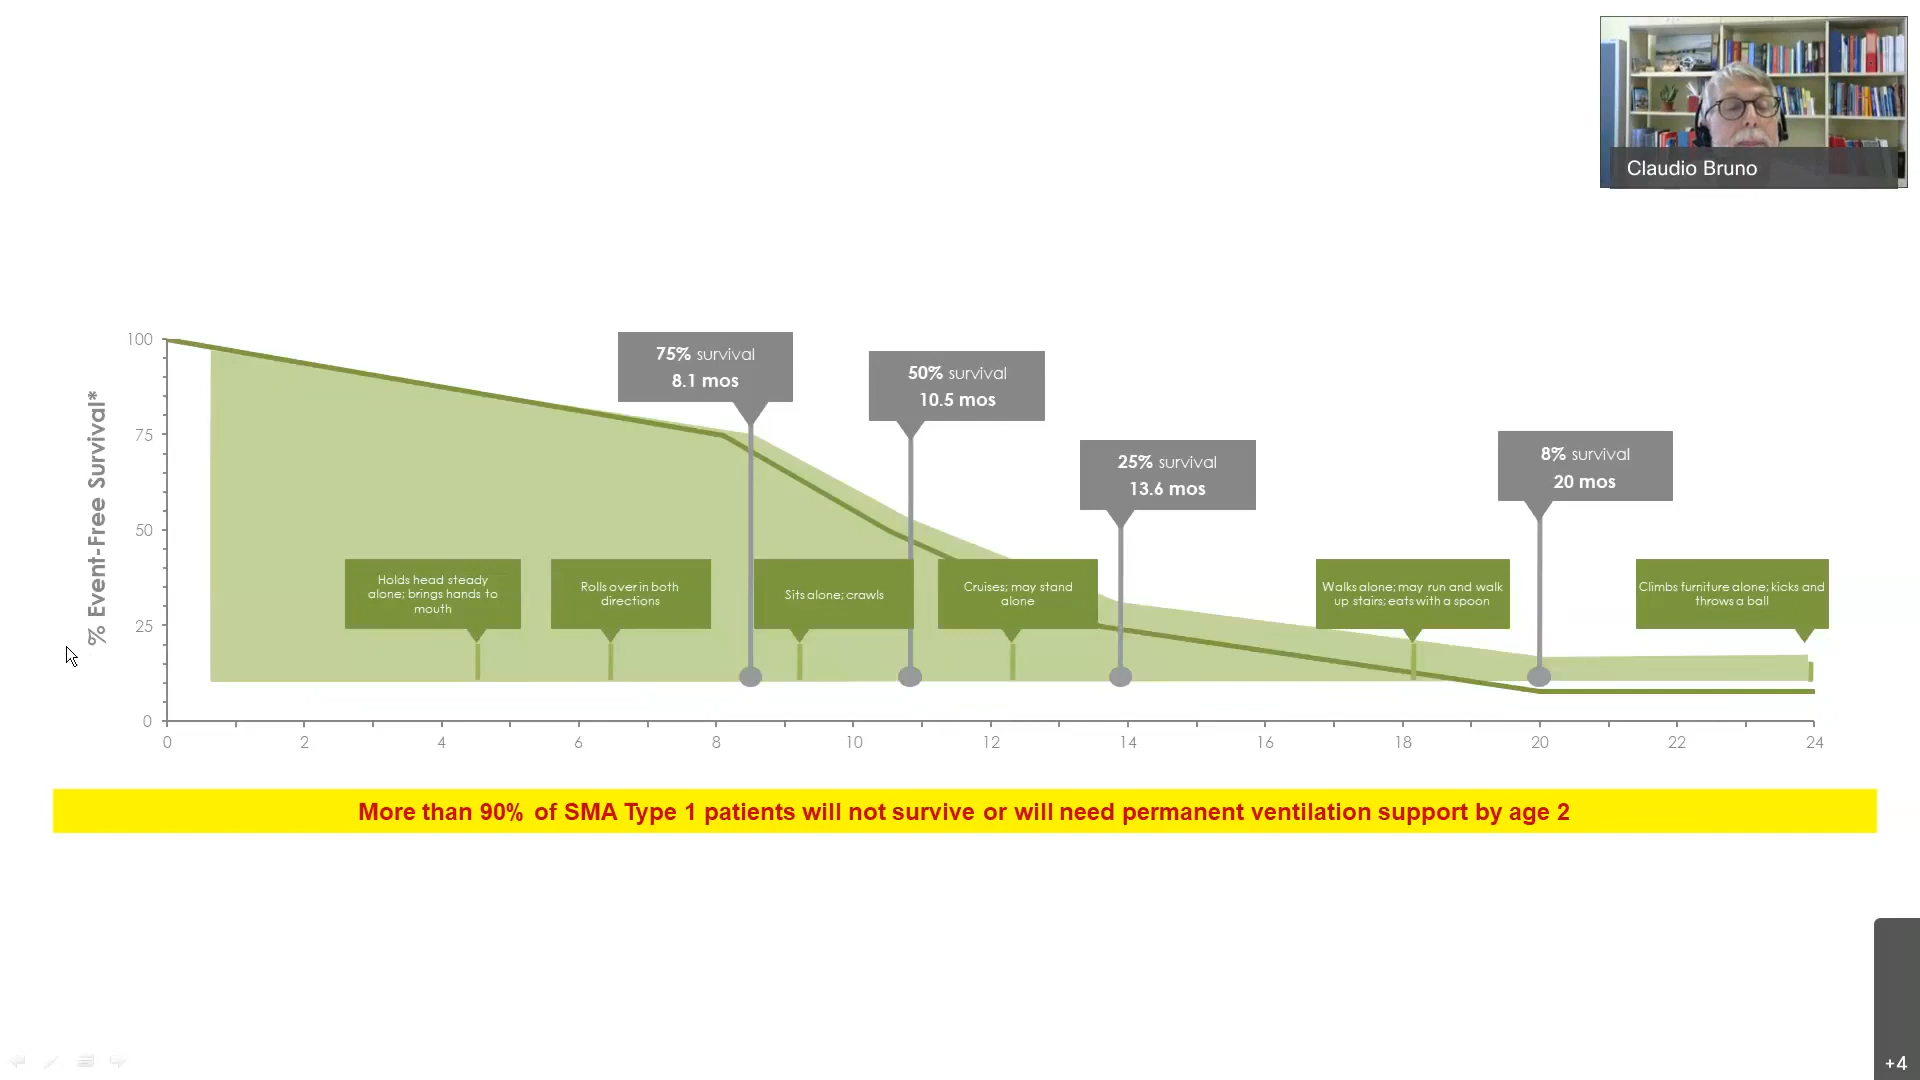 Claudio Bruno
% Event-Free Survival*
100
75
50
25
0
75% survival
8.1 mos
50% survival
10.5 mos
25% survival
13.6 mos
8% survival
20 mos
Holds head steady
alone; brings hands to
mouth
Rolls over in both
directions
Sits alone; crawls
Cruises; may stand
alone
Walks alone; may run and walk
up stairs; eats with a spoon
Climbs furniture alone; kicks and
throws a ball
0 2 4 6 8 10 12 14 16 18 20 22 24
More than 90% of SMA Type 1 patients will not survive or will need permanent ventilation support by age 2
+4